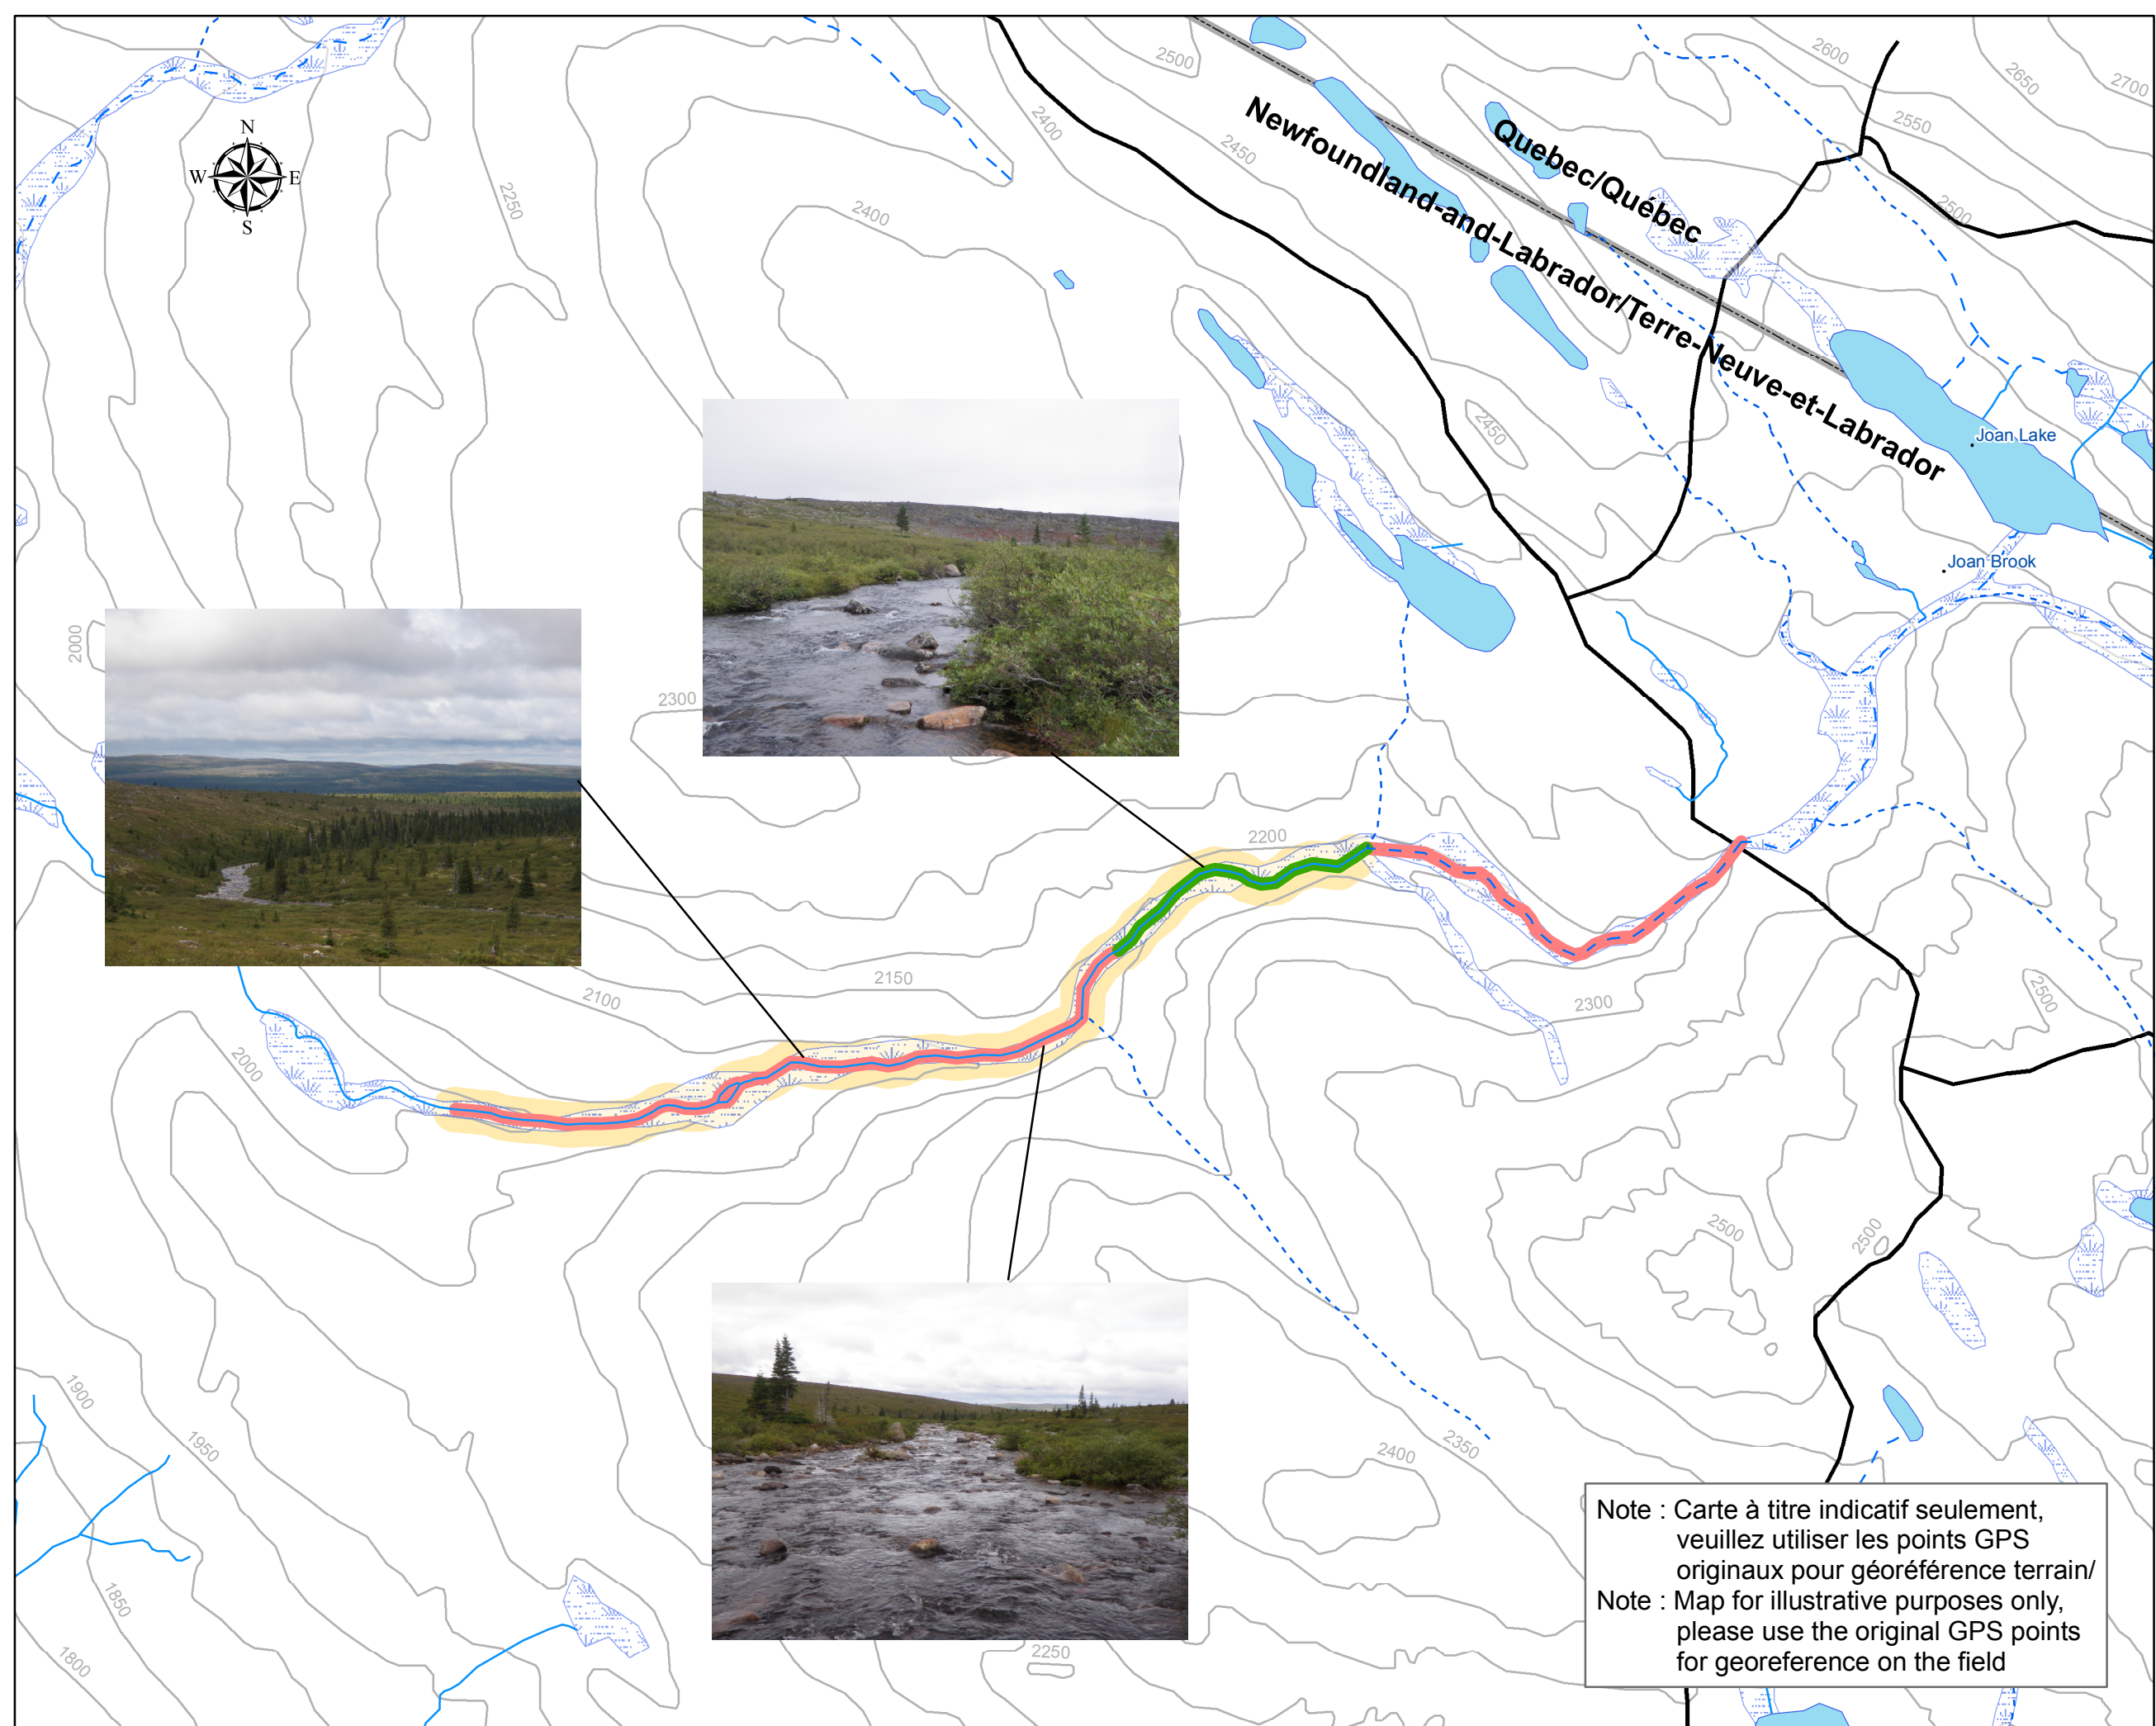 2500
2600
2650
2700
2400
2450
2550
N
W E
S
2250
2400
2500
Quebec/Québec
Newfoundland-and-Labrador/Terre-Neuve-et-Labrador
2450
Joan Lake
Joan Brook
2000
2300
2200
2150
2100
2300
2500
2000
2500
2500
1900
1950
2350
2400
1850
1800
2250
Note : Carte à titre indicatif seulement,
veuillez utiliser les points GPS
originaux pour géoréférence terrain/
Note : Map for illustrative purposes only,
please use the original GPS points
for georeference on the field